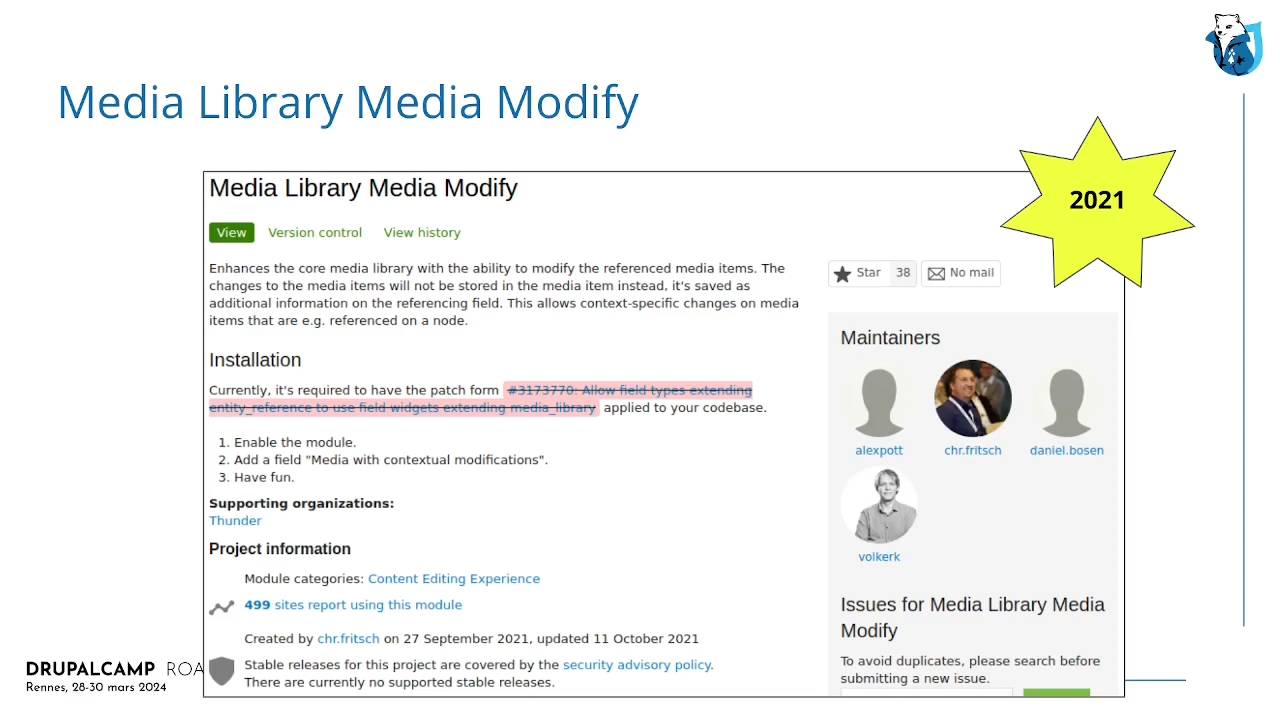 Media Library Media Modify
2021
Media Library Media Modify
View Version control View history
Enhances the core media library with the ability to modify the referenced media items. The
changes to the media items will not be stored in the media item instead, it's saved as
additional information on the referencing field. This allows context-specific changes on media
items that are e.g. referenced on a node.
Installation
Currently, it's required to have the patch form #3173770: Allow field types extending
entity_reference to use field widgets extending media_library applied to your codebase.
1. Enable the module.
2. Add a field "Media with contextual modifications".
3. Have fun.
Supporting organizations:
Thunder
Project information
Module categories: Content Editing Experience
499 sites report using this module
Created by chr.fritsch on 27 September 2021, updated 11 October 2021
Stable releases for this project are covered by the security advisory policy.
There are currently no supported stable releases.
Star 38 No mail
Maintainers
alexpott chr.fritsch daniel.bosen
volkerk
Issues for Media Library Media
Modify
To avoid duplicates, please search before
submitting a new issue.
DRUPALCAMP ROA
Rennes, 28-30 mars 2024